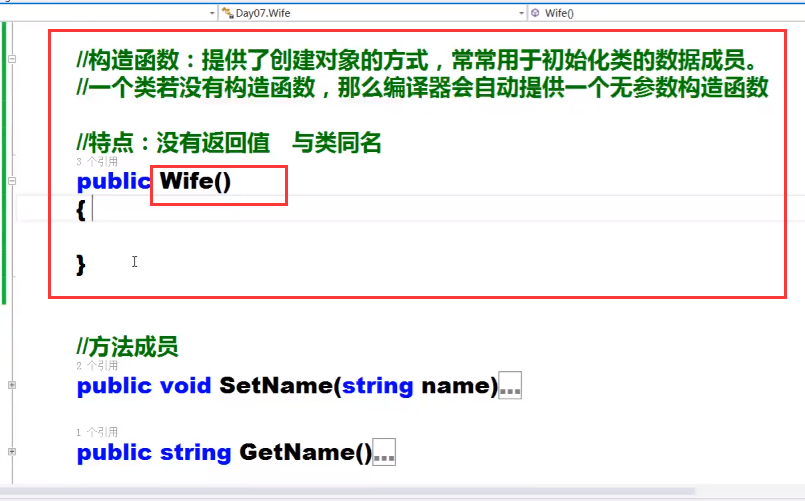 Day07.Wife
Wife()
//构造函数：提供了创建对象的方式，常常用于初始化类的数据成员。
//一个类若没有构造函数，那么编译器会自动提供一个无参数构造函数
//特点：没有返回值 与类同名
3 个引用
public Wife()
{
}
//方法成员
2 个引用
public void SetName(string name)...
1 个引用
public string GetName()...